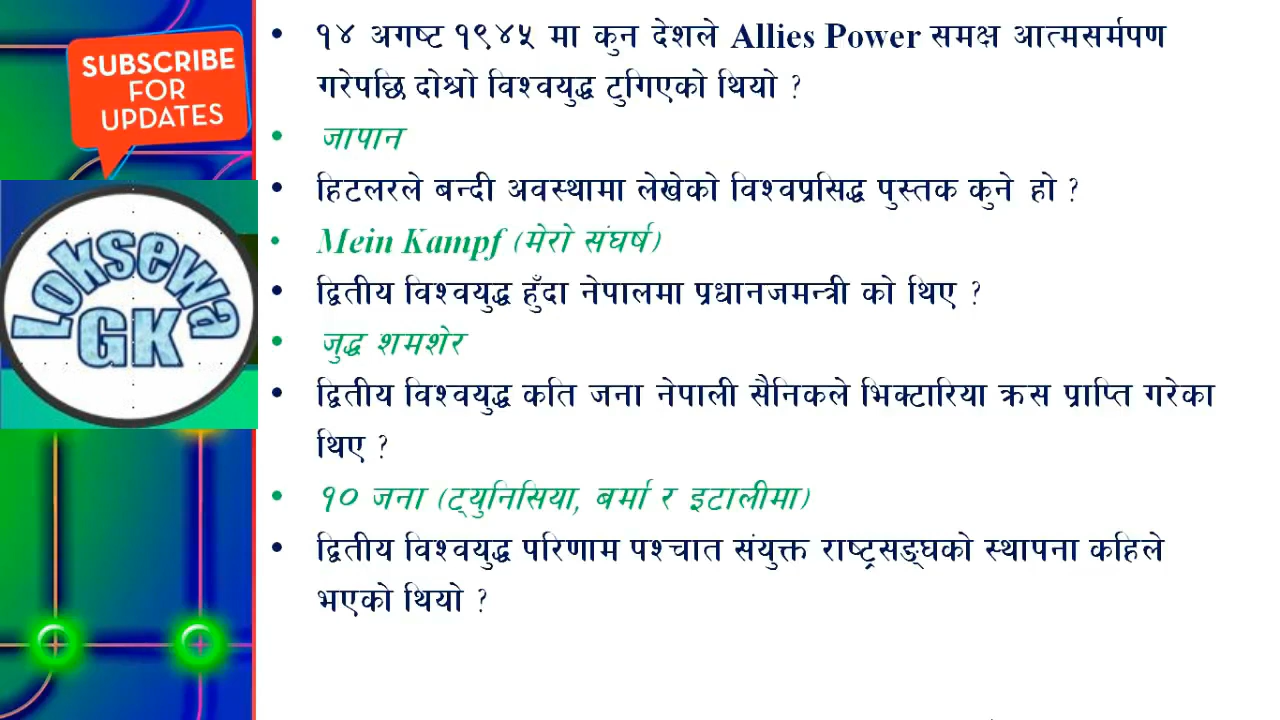 SUBSCRIBE
FOR
UPDATES
Loksewa
GK
• १४ अगष्ट १९४५ मा कुन देशले Allies Power समक्ष आत्मसर्मपण
गरेपछि दोश्रो विश्वयुद्ध टुगिएको थियो ?
• जापान
• हिटलरले बन्दी अवस्थामा लेखेको विश्वप्रसिद्ध पुस्तक कुने हो ?
• Mein Kampf (मेरो संघर्ष)
• द्वितीय विश्वयुद्ध हुँदा नेपालमा प्रधानजमन्त्री को थिए ?
• जुद्ध शमशेर
• द्वितीय विश्वयुद्ध कति जना नेपाली सैनिकले भिक्टारिया क्रस प्राप्ति गरेका
थिए ?
• १० जना (ट्युनिसिया, बर्मा र इटालीमा)
• द्वितीय विश्वयुद्ध परिणाम पश्चात संयुक्त राष्ट्रसङ्घको स्थापना कहिले
भएको थियो ?